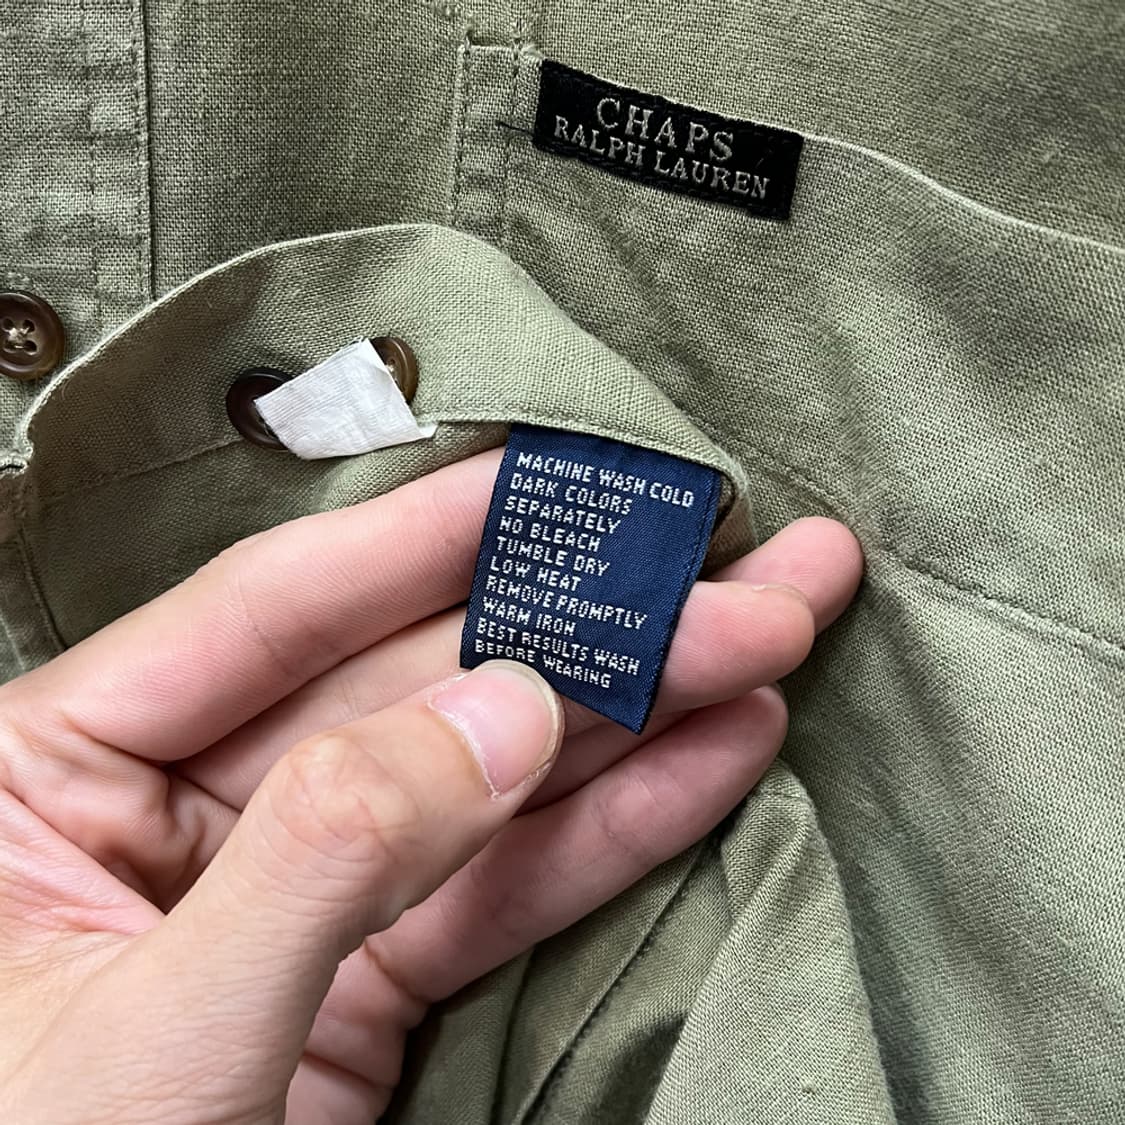 CHAPS
RALPH LAUREN
MACHINE WASH COLD
DARK COLORS
SEPARATELY
NO BLEACH
TUMBLE DRY
LOW HEAT
REMOVE PROMPTLY
WARM IRON
BEST RESULTS WASH
BEFORE WEARING